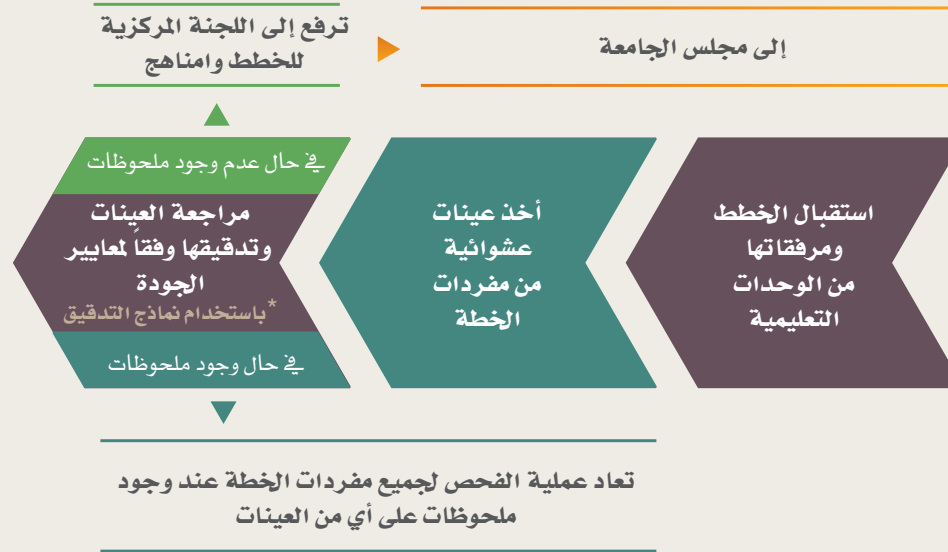 استقبال الخطط
ومرفقاتها
من الوحدات
التعليمية
أخذ عينات
عشوائية
من مفردات
الخطة
في حال عدم وجود ملحوظات
مراجعة العينات
وتدقيقها وفقاً لمعايير
الجودة
*باستخدام نماذج التدقيق
في حال وجود ملحوظات
ترفع إلى اللجنة المركزية
للخطط وامناهج
إلى مجلس الجامعة
تعاد عملية الفحص لجميع مفردات الخطة عند وجود
ملحوظات على أي من العينات